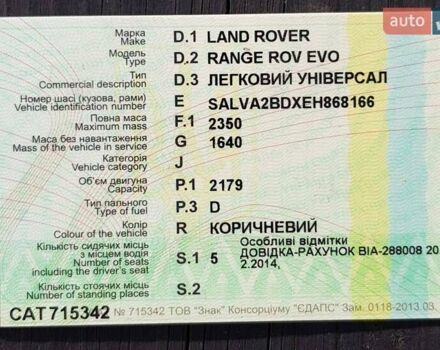 auto
Марка D.1 LAND ROVER
Make
Модель D.2 RANGE ROV EVO
Type
Тип D.3 ЛЕГКОВИЙ УНІВЕРСАЛ
Commercial description
Номер шасі (кузова, рами) E SALVA2BDXEH868166
Vehicle identification number
Повна маса F.1 2350
Maximum mass
Маса без навантаження G 1640
Mass of the vehicle in service
Категорія J
Vehicle category
Об'єм двигуна P.1 2179
Capacity
Тип пального P.3 D
Type of fuel
Колір R КОРИЧНЕВИЙ
Colour of the vehicle
Кількість сидячих місць Особливі відмітки
з місцем водія S.1 5 ДОВІДКА-РАХУНОК ВІА-288008 20.
Number of seats 2.2014,
including the driver's seat
Кількість стоячих місць S.2
Number of standing places
САТ 715342 № 715342 ТОВ "Знак" Консорціуму "ЄДАПС" Зам. 0118-2013 03.